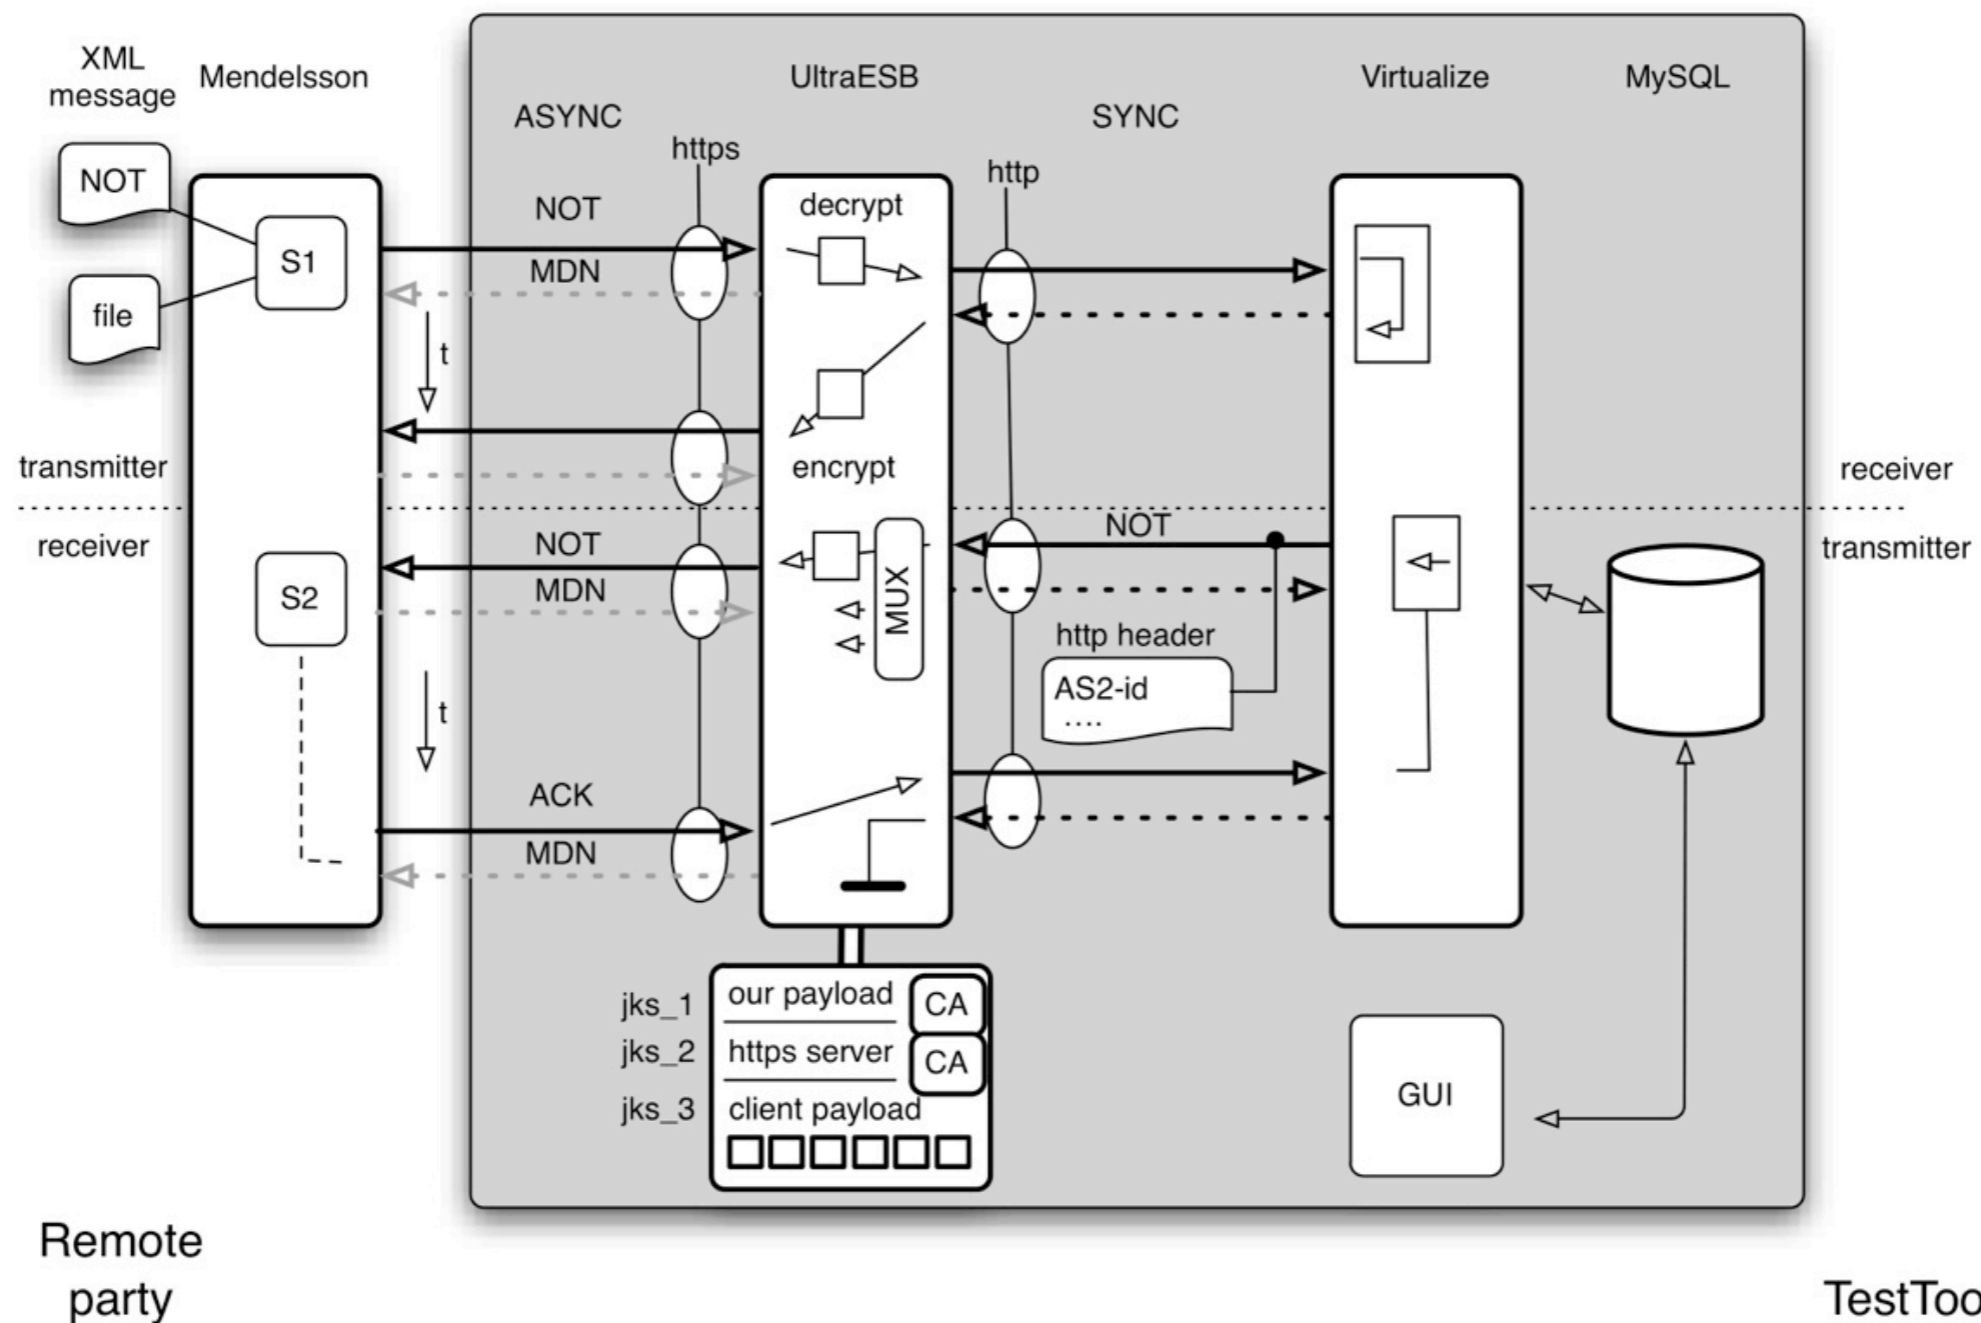 XML
message
Mendelsson
UltraESB
Virtualize
MySQL
ASYNC
SYNC
https
http
NOT
file
S1
NOT
MDN
t
decrypt
encrypt
transmitter
receiver
receiver
transmitter
S2
NOT
MDN
t
MUX
NOT
http header
AS2-id
....
ACK
MDN
jks_1
our payload
CA
jks_2
https server
CA
jks_3
client payload
GUI
Remote
party
TestToo